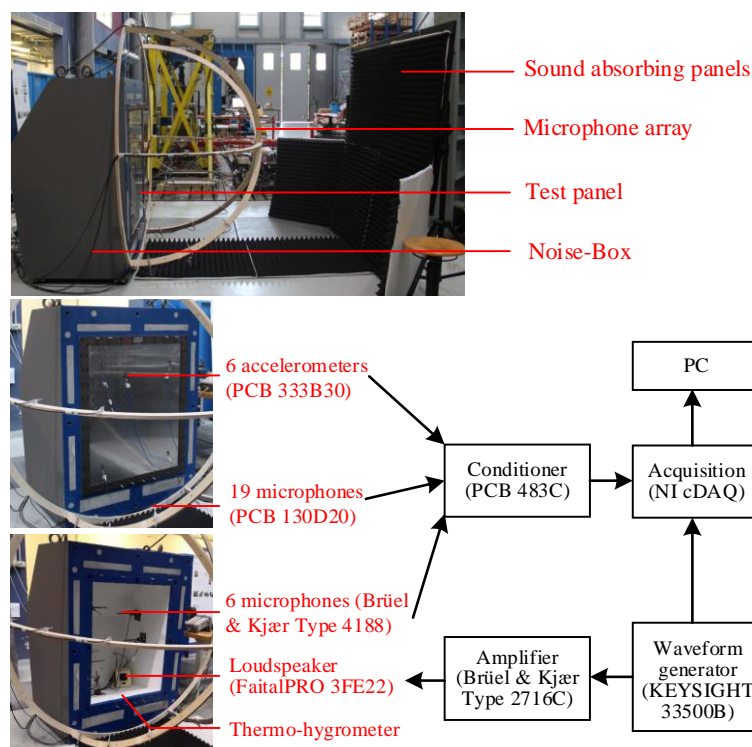 Sound absorbing panels
Microphone array
Test panel
Noise-Box
6 accelerometers
(PCB 333B30)
PC
19 microphones
(PCB 130D20)
Conditioner
(PCB 483C)
Acquisition
(NI cDAQ)
6 microphones (Brüel
& Kjær Type 4188)
Loudspeaker
(FaitalPRO 3FE22)
Thermo-hygrometer
Amplifier
(Brüel & Kjær
Type 2716C)
Waveform
generator
(KEYSIGHT
33500B)